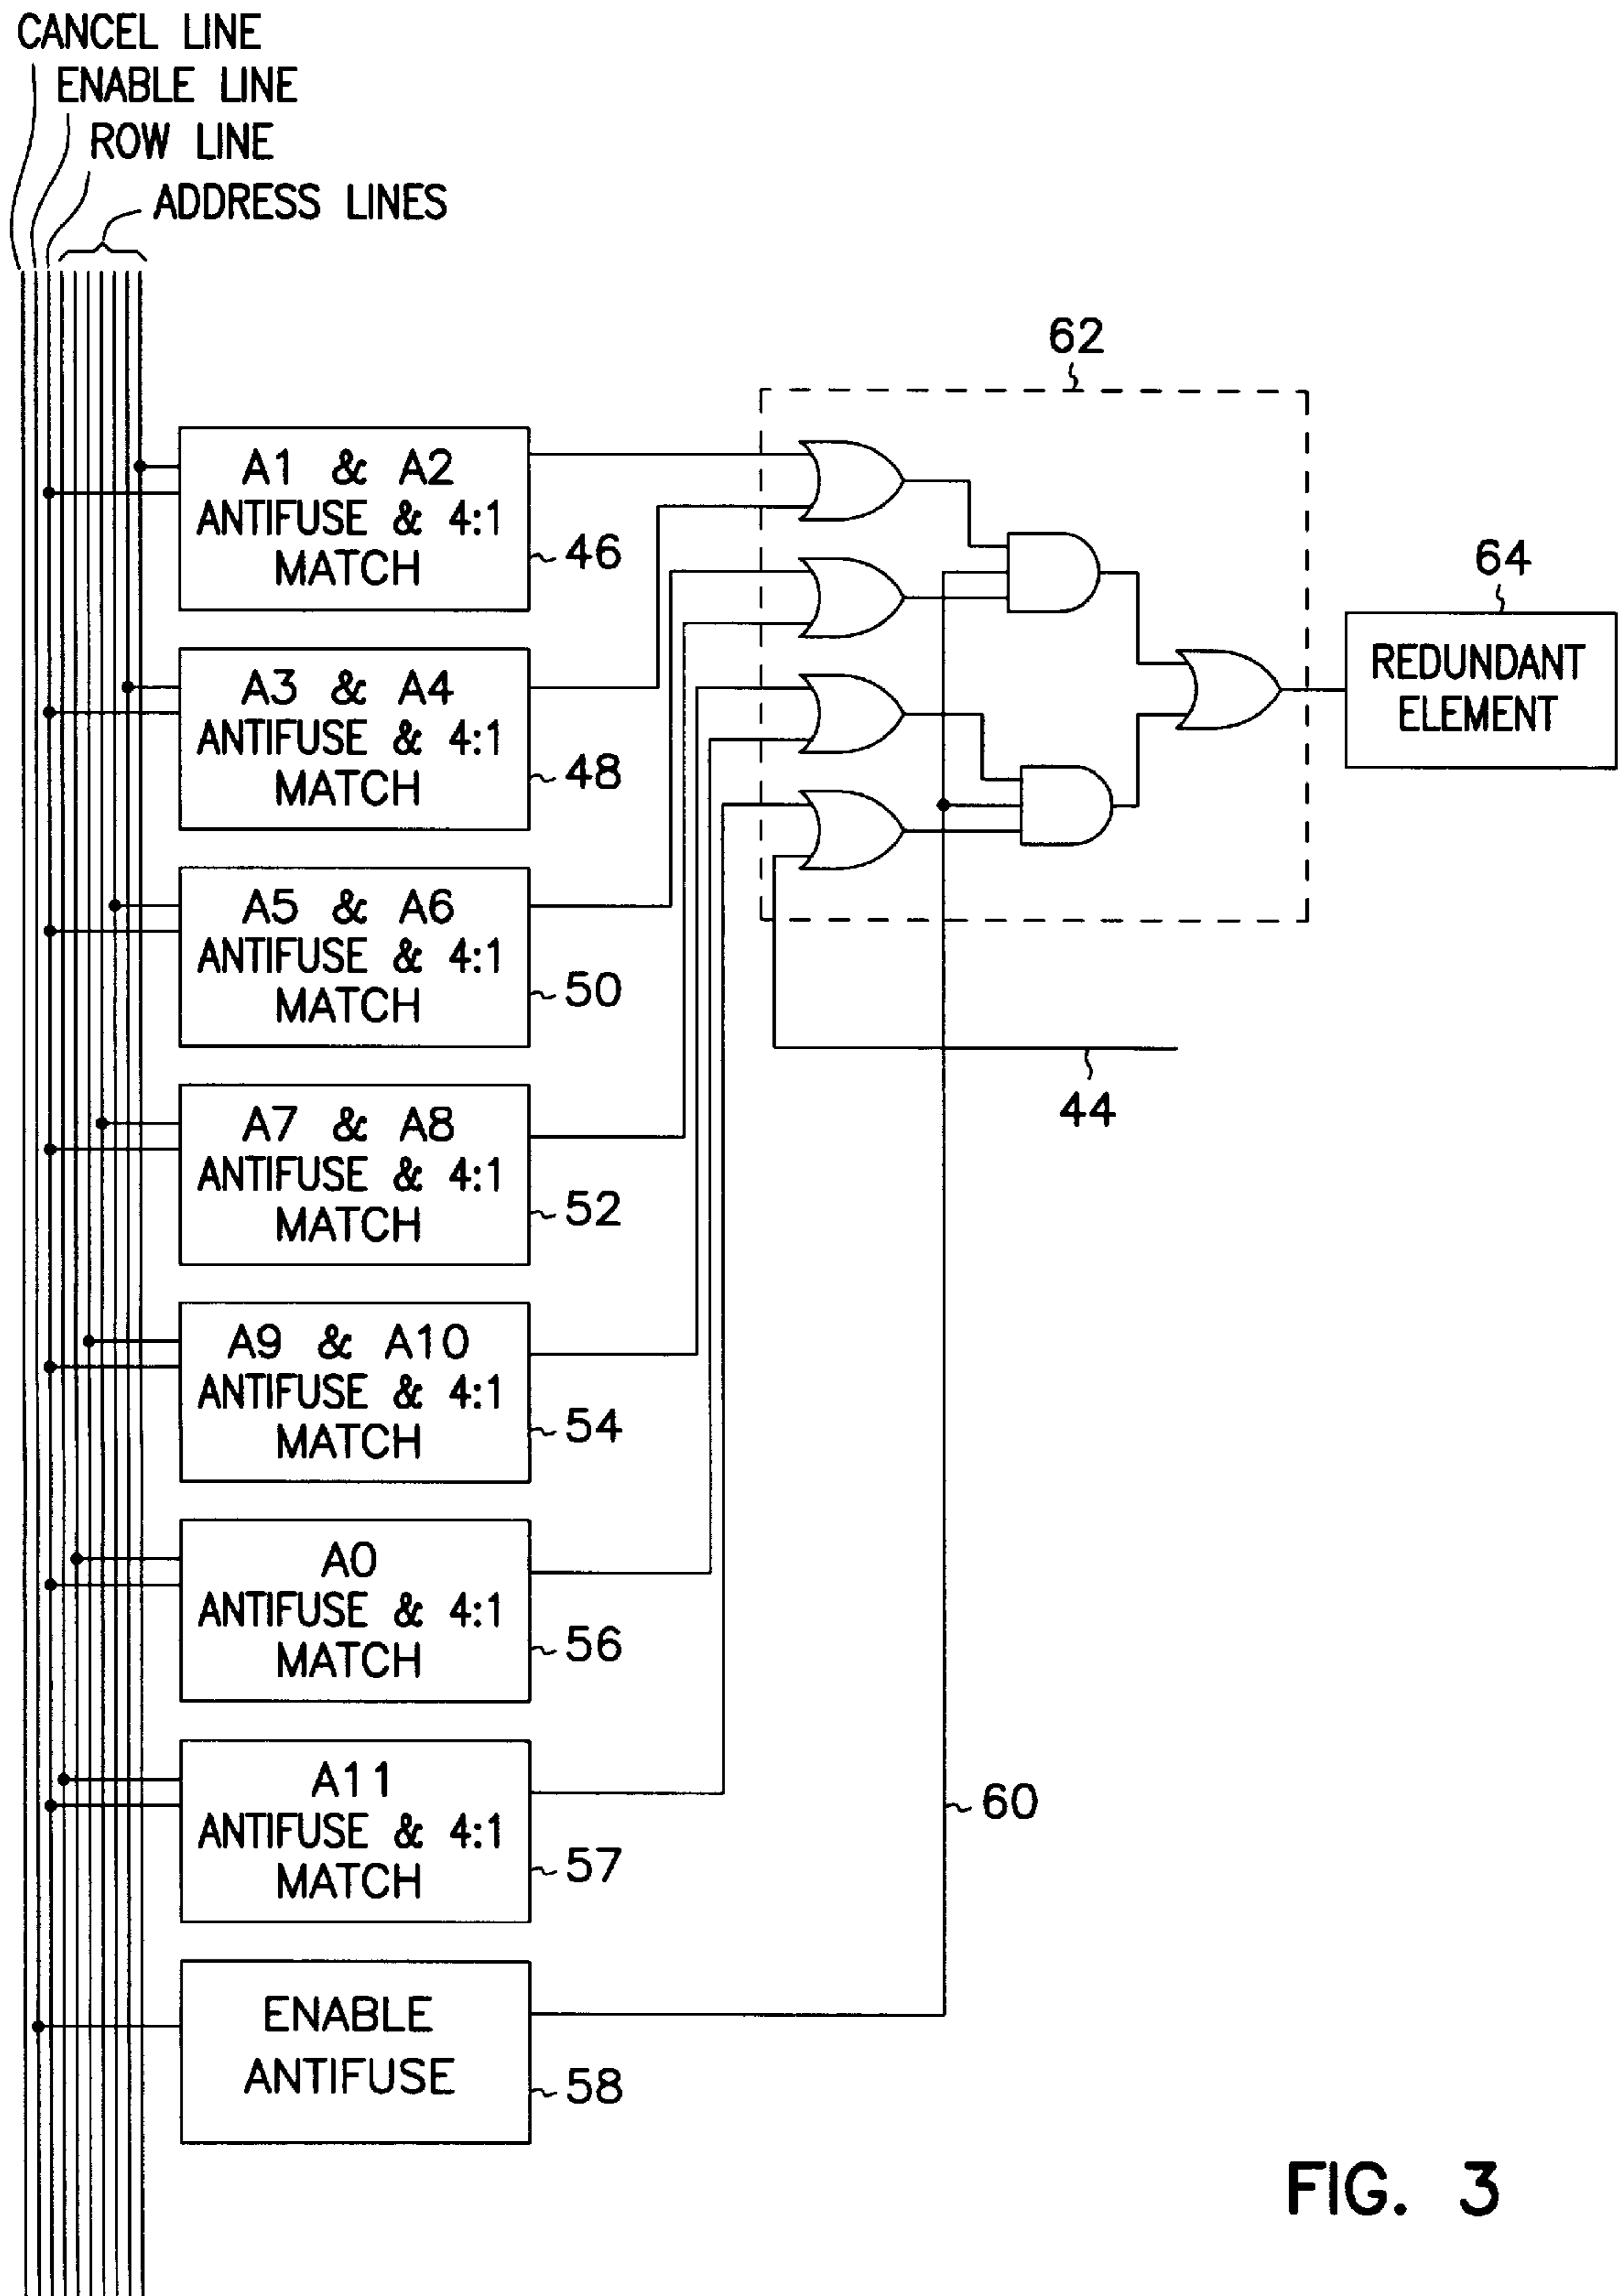 CANCEL LINE
ENABLE LINE
ROW LINE
ADDRESS LINES
62
A1 & A2
ANTIFUSE & 4:1
MATCH
46
64
REDUNDANT
ELEMENT
A3 & A4
ANTIFUSE & 4:1
MATCH
48
A5 & A6
ANTIFUSE & 4:1
MATCH
50
44
A7 & A8
ANTIFUSE & 4:1
MATCH
52
A9 & A10
ANTIFUSE & 4:1
MATCH
54
A0
ANTIFUSE & 4:1
MATCH
56
A11
ANTIFUSE & 4:1
MATCH
57
60
ENABLE
ANTIFUSE
58
FIG. 3